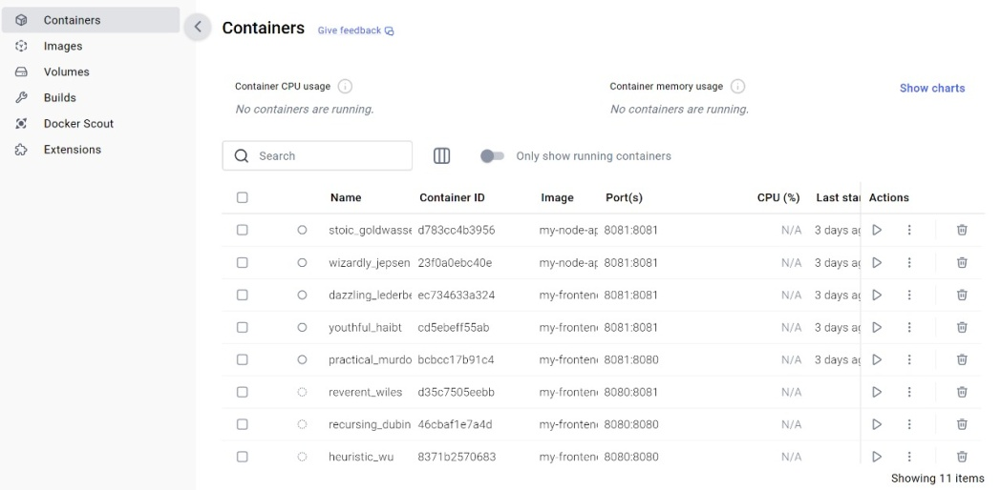 Containers
Images
Volumes
Builds
Docker Scout
Extensions
Containers Give feedback
Container CPU usage
No containers are running.
Container memory usage
No containers are running.
Show charts
Search
Only show running containers
Name Container ID Image Port(s) CPU (%) Last star Actions
stoic_goldwasse d783cc4b3956 my-node-ap 8081:8081 N/A 3 days ag
wizardly_jepsen 23f0a0ebc40e my-node-ap 8081:8081 N/A 3 days ag
dazzling_lederbe ec734633a324 my-fronten 8081:8081 N/A 3 days ag
youthful_haibt cd5ebeff55ab my-fronten 8081:8081 N/A 3 days ag
practical_murdo bcbcc17b91c4 my-fronten 8081:8080 N/A 3 days ag
reverent_wiles d35c7505eebb my-fronten 8080:8081 N/A
recursing_dubin 46cbaf1e7a4d my-fronten 8080:8080 N/A
heuristic_wu 8371b2570683 my-fronten 8080:8080 N/A
Showing 11 items